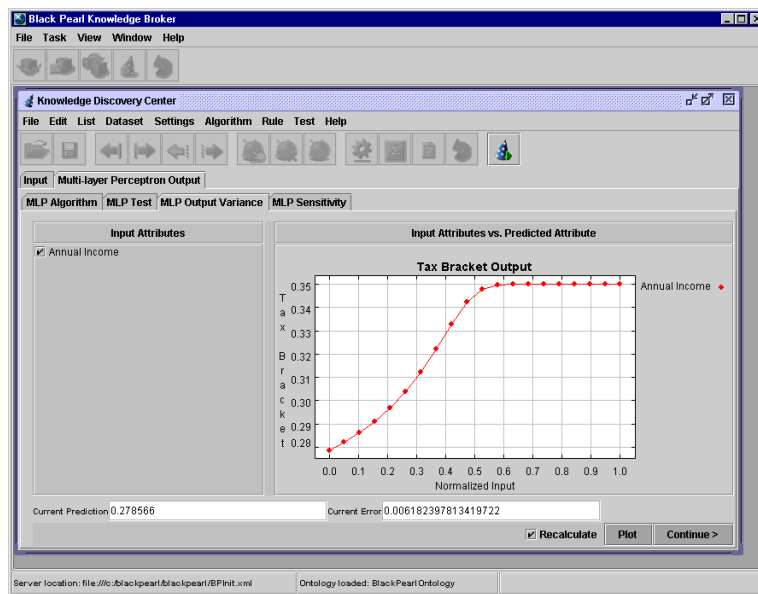 Black Pearl Knowledge Broker
File Task View Window Help
Knowledge Discovery Center
File Edit List Dataset Settings Algorithm Rule Test Help
Input Multi-layer Perceptron Output
MLP Algorithm MLP Test MLP Output Variance MLP Sensitivity
Input Attributes
Annual Income
Input Attributes vs. Predicted Attribute
Tax Bracket Output
Tax Bracket
0.35
0.34
0.33
0.32
0.31
0.30
0.29
0.28
0.0 0.1 0.2 0.3 0.4 0.5 0.6 0.7 0.8 0.9 1.0
Normalized Input
Annual Income
Current Prediction 0.278566 Current Error 0.006182397813419722
Recalculate Plot Continue >
Server location: file:///c:/blackpearl/blackpearl/BPInit.xml Ontology loaded: BlackPearlOntology